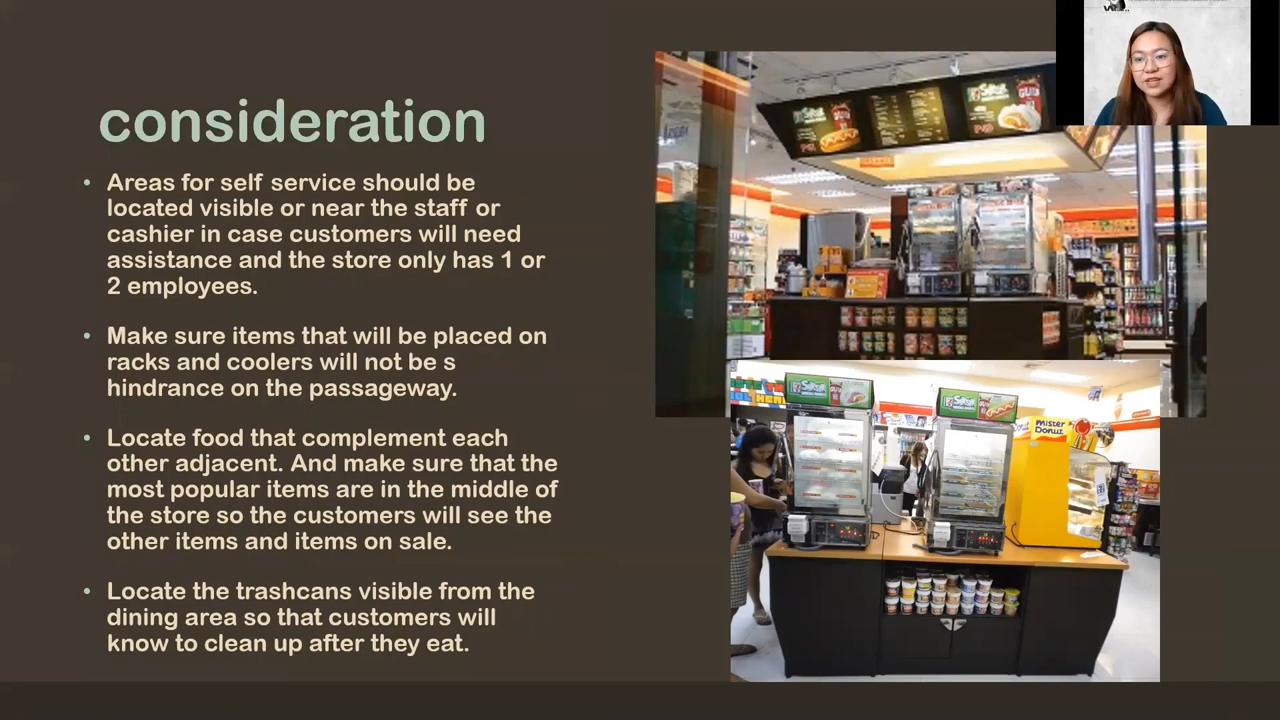 consideration
Areas for self service should be
located visible or near the staff or
cashier in case customers will need
assistance and the store only has 1 or
2 employees.
Make sure items that will be placed on
racks and coolers will not be s
hindrance on the passageway.
Locate food that complement each
other adjacent. And make sure that the
most popular items are in the middle of
the store so the customers will see the
other items and items on sale.
Locate the trashcans visible from the
dining area so that customers will
know to clean up after they eat.
Mister
Donut